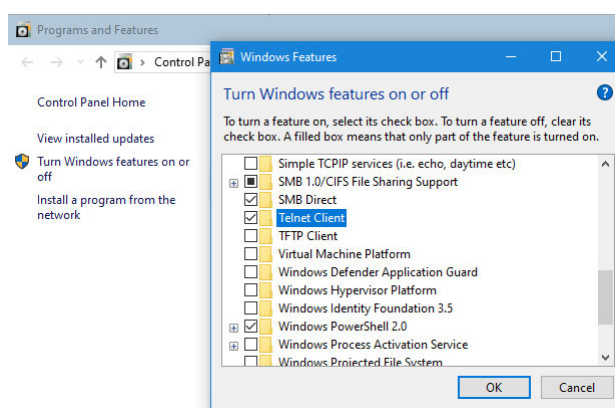 Programs and Features
Control Pa
Control Panel Home
View installed updates
Turn Windows features on or
off
Install a program from the
network
Windows Features
Turn Windows features on or off
To turn a feature on, select its check box. To turn a feature off, clear its
check box. A filled box means that only part of the feature is turned on.
Simple TCPIP services (i.e. echo, daytime etc)
SMB 1.0/CIFS File Sharing Support
SMB Direct
Telnet Client
TFTP Client
Virtual Machine Platform
Windows Defender Application Guard
Windows Hypervisor Platform
Windows Identity Foundation 3.5
Windows PowerShell 2.0
Windows Process Activation Service
Windows Projected File System
OK
Cancel